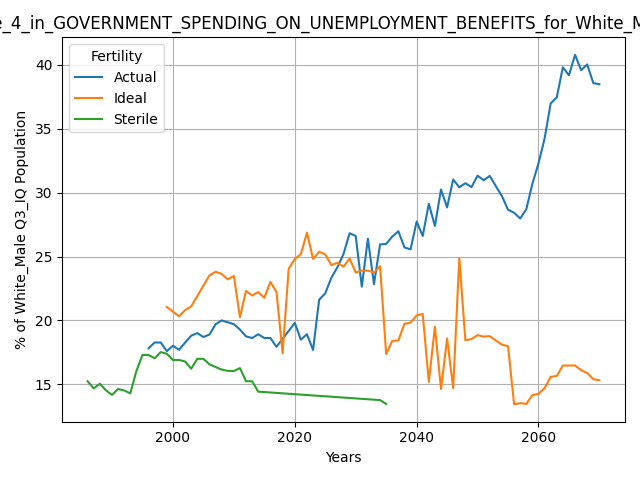 _4_in_GOVERNMENT_SPENDING_ON_UNEMPLOYMENT_BENEFITS_for_White_M
Fertility
Actual
Ideal
Sterile
% of White_Male Q3_IQ Population
40
35
30
25
20
15
2000
2020
2040
2060
Years